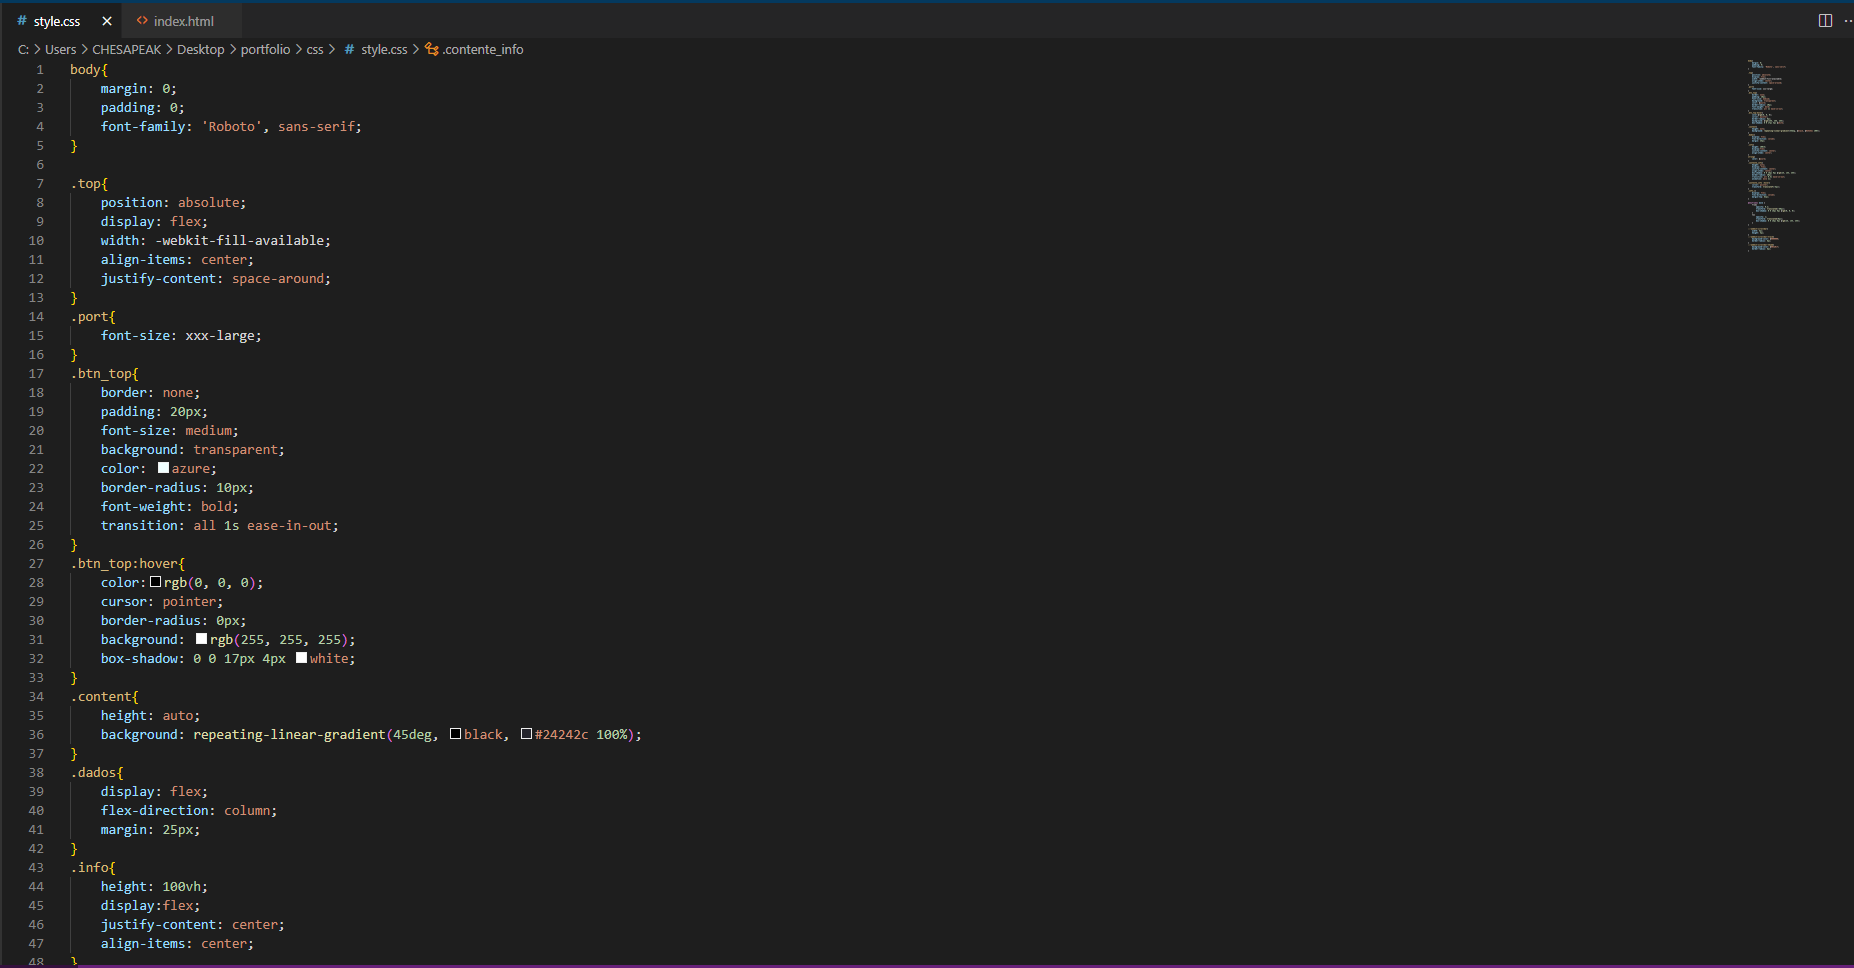 # style.css × <> index.html
C: > Users > CHESAPEAK > Desktop > portfolio > css > # style.css > .contente_info
1 body{
2     margin: 0;
3     padding: 0;
4     font-family: 'Roboto', sans-serif;
5 }
6
7 .top{
8     position: absolute;
9     display: flex;
10     width: -webkit-fill-available;
11     align-items: center;
12     justify-content: space-around;
13 }
14 .port{
15     font-size: xxx-large;
16 }
17 .btn_top{
18     border: none;
19     padding: 20px;
20     font-size: medium;
21     background: transparent;
22     color: azure;
23     border-radius: 10px;
24     font-weight: bold;
25     transition: all 1s ease-in-out;
26 }
27 .btn_top:hover{
28     color: rgb(0, 0, 0);
29     cursor: pointer;
30     border-radius: 0px;
31     background: rgb(255, 255, 255);
32     box-shadow: 0 0 17px 4px white;
33 }
34 .content{
35     height: auto;
36     background: repeating-linear-gradient(45deg, black, #24242c 100%);
37 }
38 .dados{
39     display: flex;
40     flex-direction: column;
41     margin: 25px;
42 }
43 .info{
44     height: 100vh;
45     display:flex;
46     justify-content: center;
47     align-items: center;
48 }